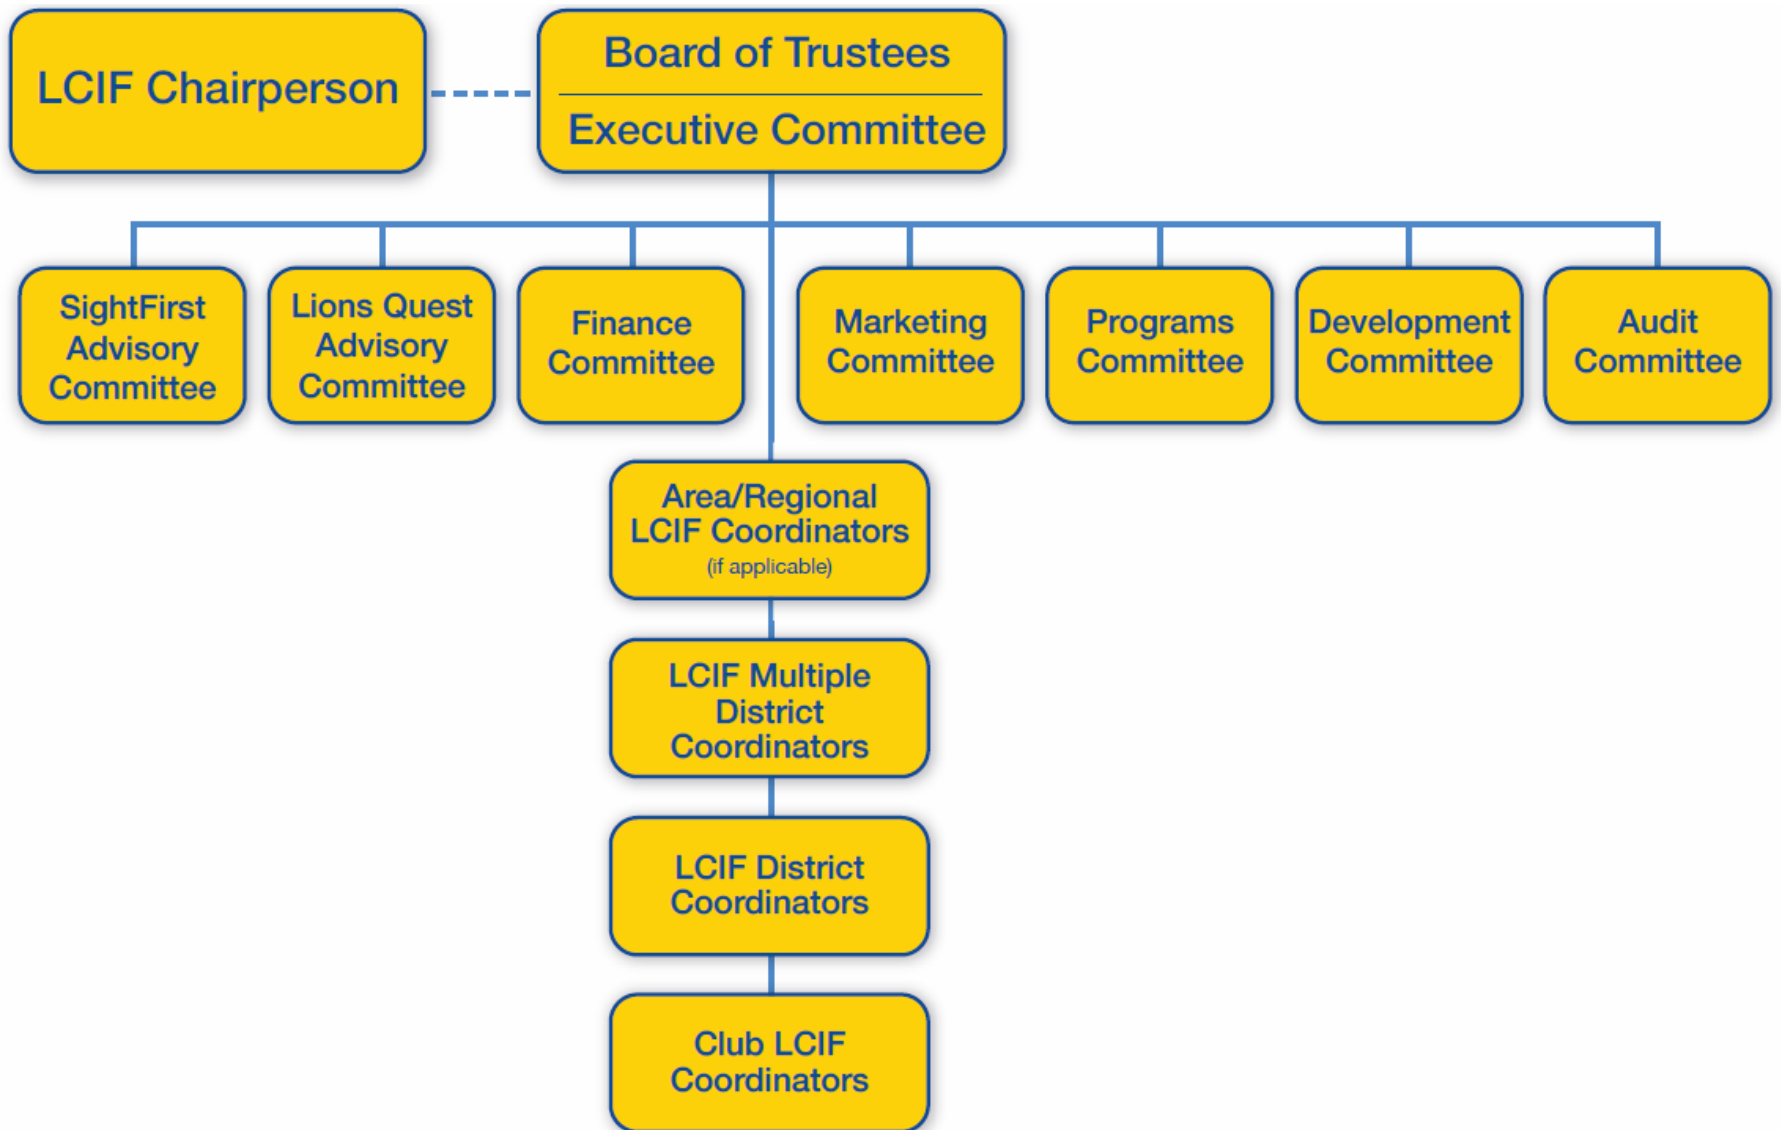 LCIF Chairperson
Board of Trustees
Executive Committee
SightFirst
Advisory
Committee
Lions Quest
Advisory
Committee
Finance
Committee
Marketing
Committee
Programs
Committee
Development
Committee
Audit
Committee
Area/Regional
LCIF Coordinators
(if applicable)
LCIF Multiple
District
Coordinators
LCIF District
Coordinators
Club LCIF
Coordinators